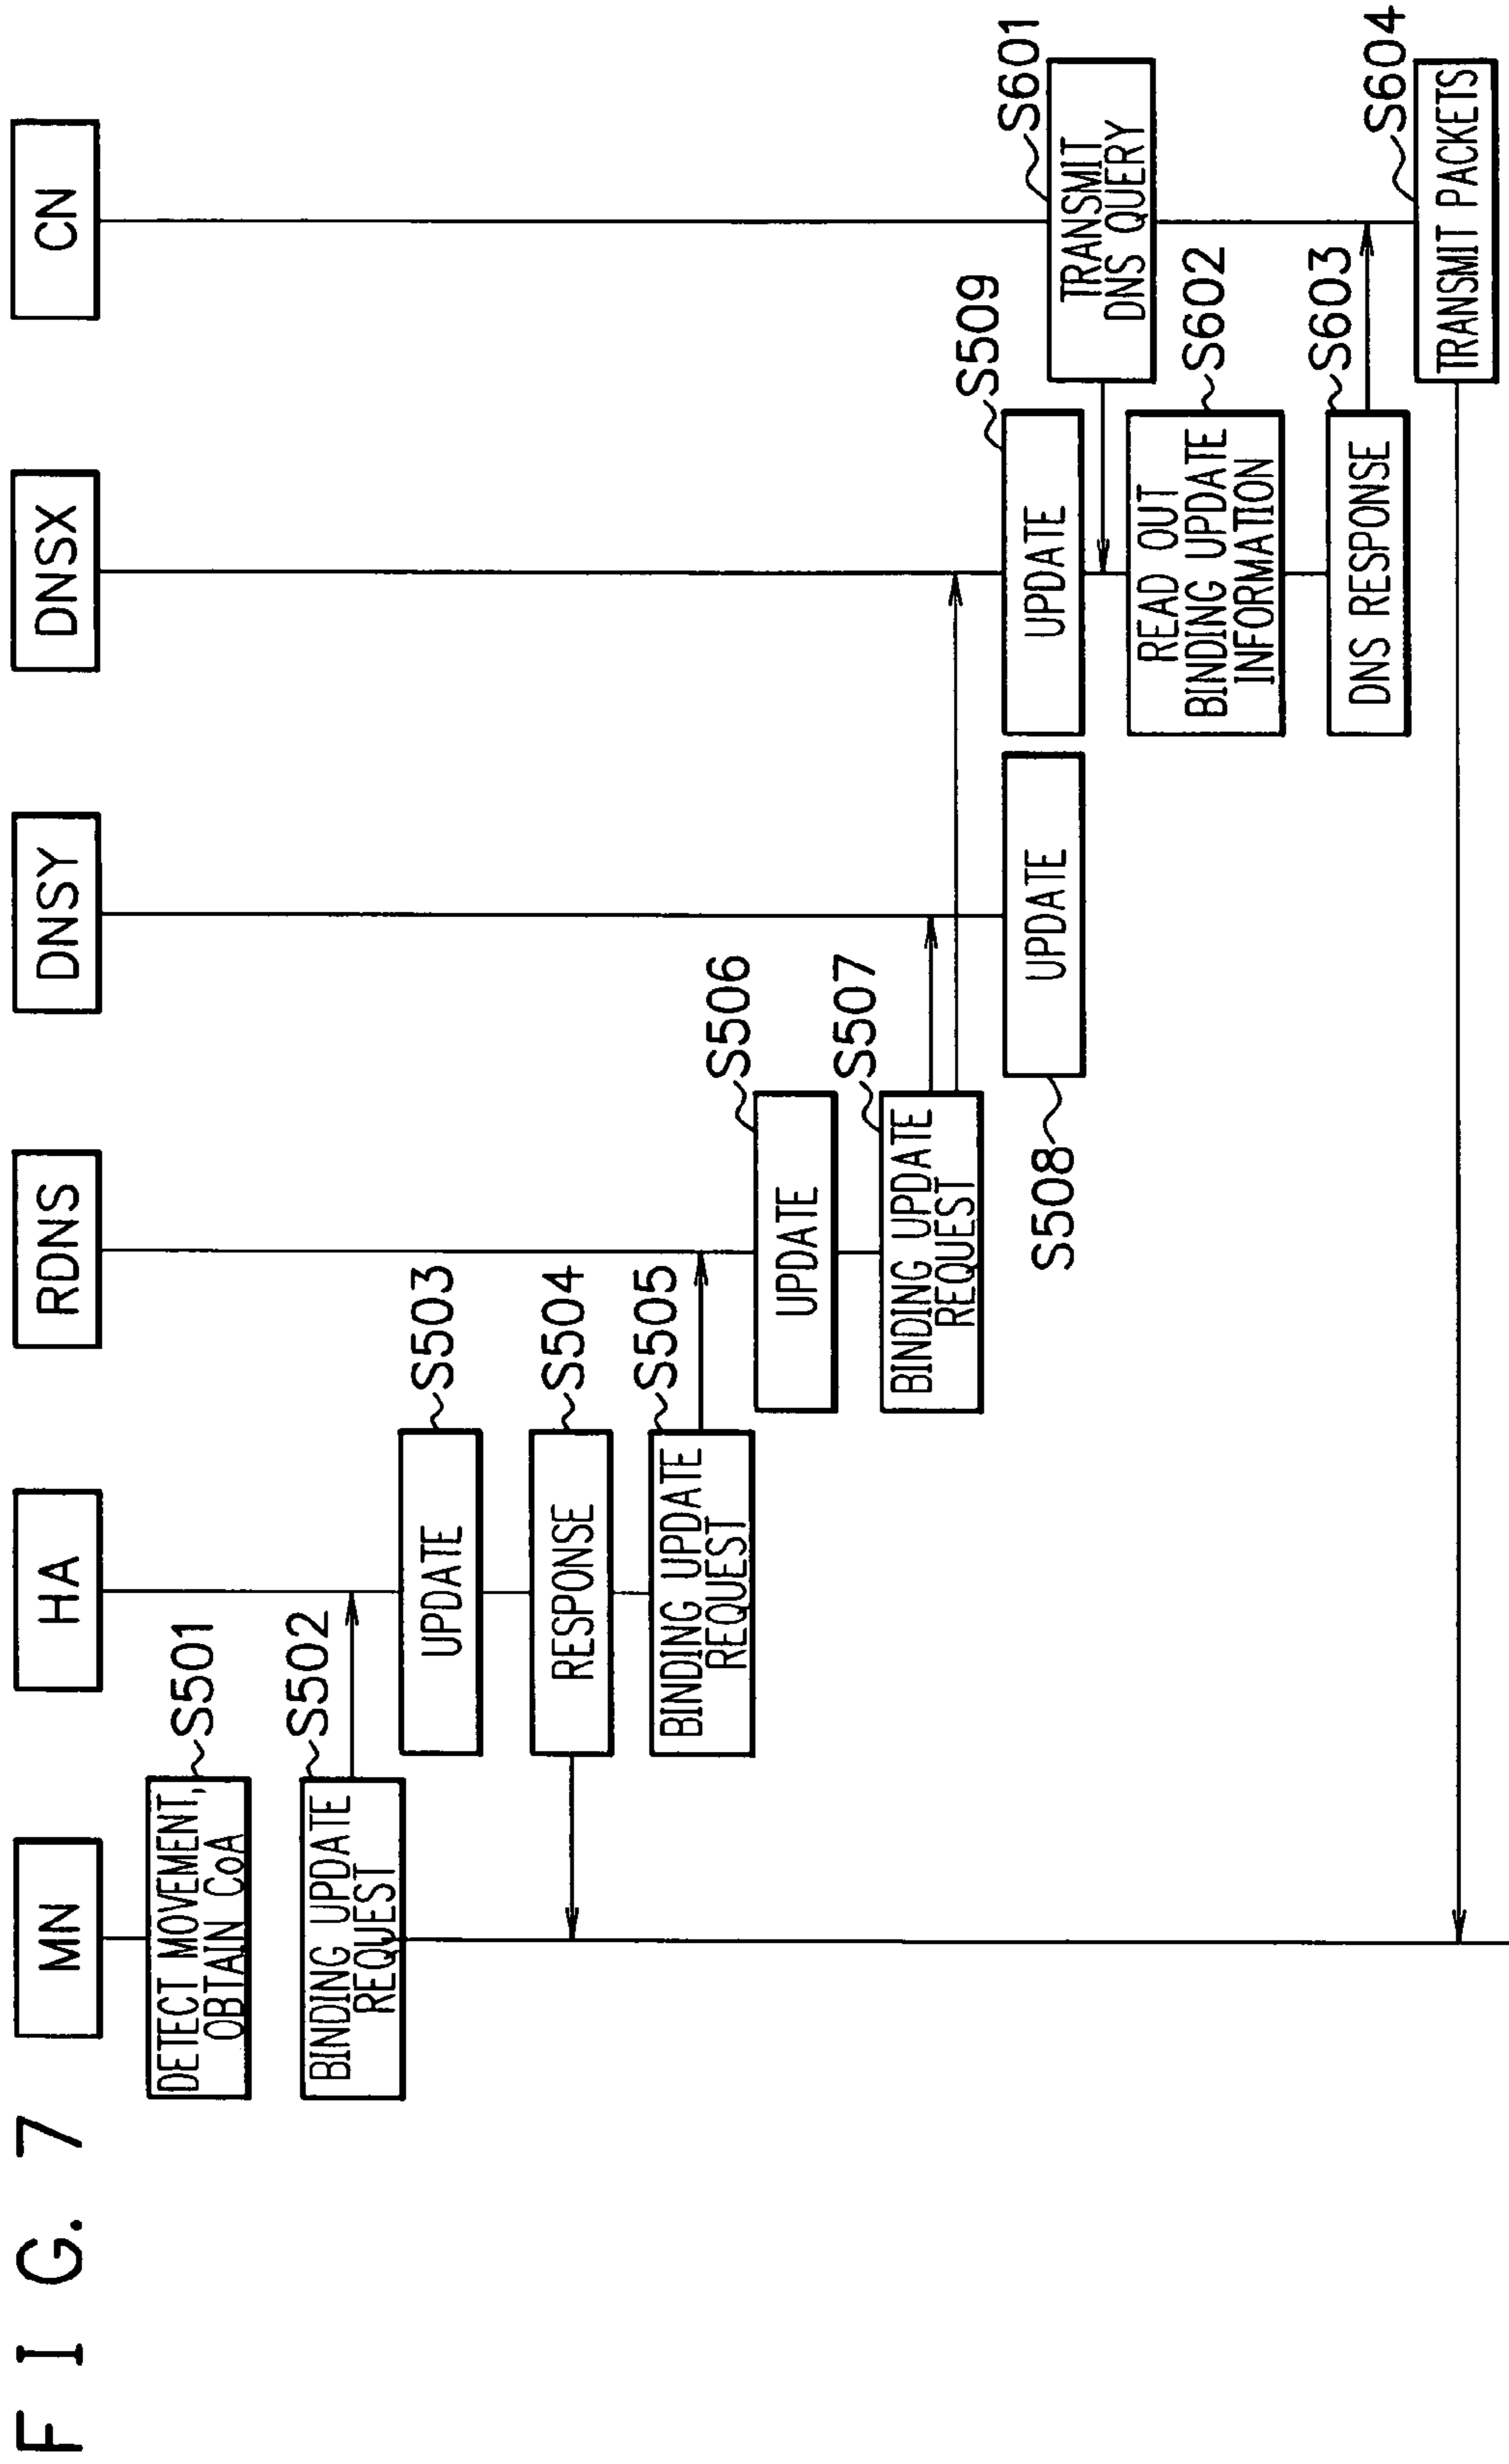 FIG. 7
MN
HA
RDNS
DNSY
DNSX
CN
DETECT MOVEMENT,
OBTAIN CoA
S501
BINDING UPDATE
REQUEST
S502
UPDATE
S503
RESPONSE
S504
BINDING UPDATE
REQUEST
S505
UPDATE
S506
BINDING UPDATE
REQUEST
S507
UPDATE
S508
UPDATE
S509
TRANSMIT
DNS QUERY
S601
READ OUT
BINDING UPDATE
INFORMATION
S602
DNS RESPONSE
S603
TRANSMIT PACKETS
S604